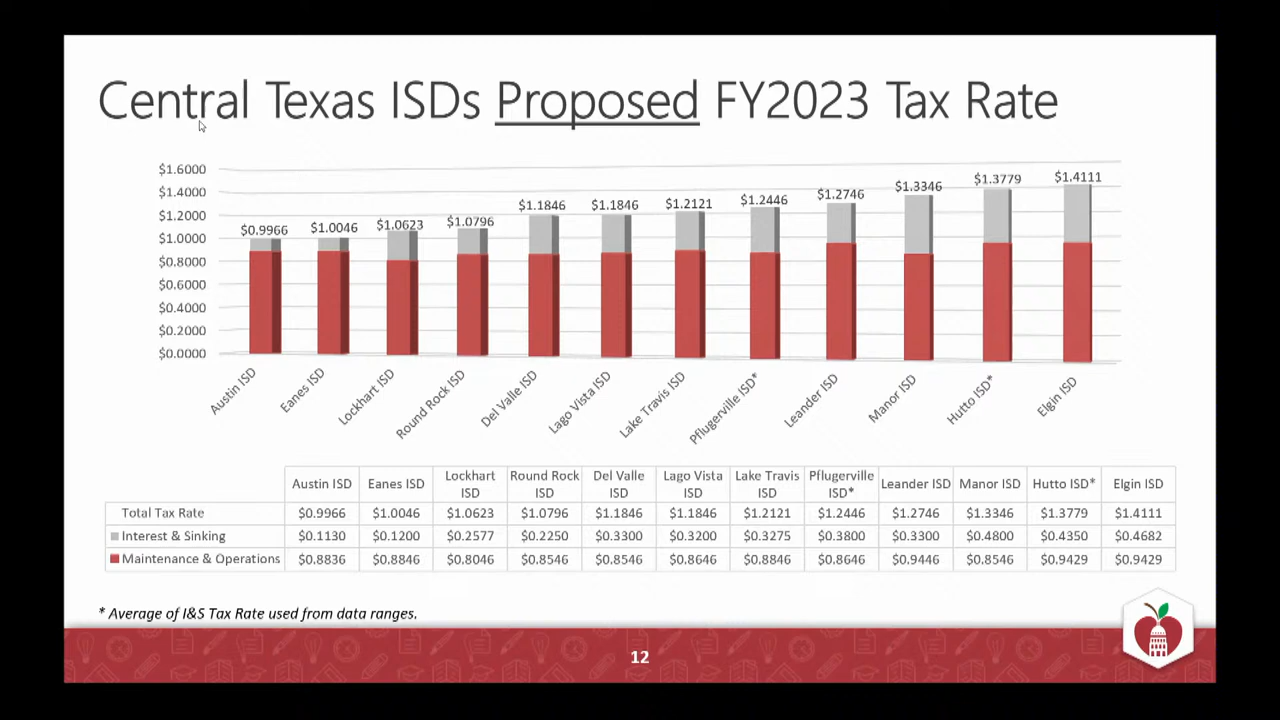 Central Texas ISDs Proposed FY2023 Tax Rate
$1.6000
$1.4000
$1.2000
$1.0000
$0.8000
$0.6000
$0.4000
$0.2000
$0.0000
$0.9966
$1.0046
$1.0623
$1.0796
$1.1846
$1.1846
$1.2121
$1.2446
$1.2746
$1.3346
$1.3779
$1.4111
Austin ISD
Eanes ISD
Lockhart ISD
Round Rock ISD
Del Valle ISD
Lago Vista ISD
Lake Travis ISD
Pflugerville ISD*
Leander ISD
Manor ISD
Hutto ISD*
Elgin ISD
Austin ISD Eanes ISD Lockhart ISD Round Rock ISD Del Valle ISD Lago Vista ISD Lake Travis ISD Pflugerville ISD* Leander ISD Manor ISD Hutto ISD* Elgin ISD
Total Tax Rate $0.9966 $1.0046 $1.0623 $1.0796 $1.1846 $1.1846 $1.2121 $1.2446 $1.2746 $1.3346 $1.3779 $1.4111
Interest & Sinking $0.1130 $0.1200 $0.2577 $0.2250 $0.3300 $0.3200 $0.3275 $0.3800 $0.3300 $0.4800 $0.4350 $0.4682
Maintenance & Operations $0.8836 $0.8846 $0.8046 $0.8546 $0.8546 $0.8646 $0.8846 $0.8646 $0.9446 $0.8546 $0.9429 $0.9429
* Average of I&S Tax Rate used from data ranges.
12